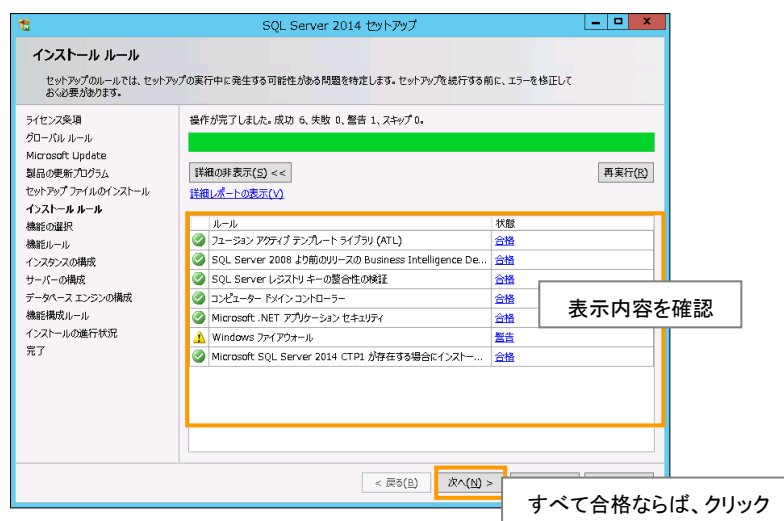 SQL Server 2014 セットアップ
インストール ルール
セットアップのルールでは、セットアップの実行中に発生する可能性がある問題を特定します。セットアップを続行する前に、エラーを修正して
おく必要があります。
ライセンス条項
グローバル ルール
Microsoft Update
製品の更新プログラム
セットアップ ファイルのインストール
インストール ルール
機能の選択
機能ルール
インスタンスの構成
サーバーの構成
データベース エンジンの構成
機能構成ルール
インストールの進行状況
完了
操作が完了しました。成功 6、失敗 0、警告 1、スキップ 0。
詳細の非表示(S) <<
再実行(R)
詳細レポートの表示(V)
ルール 状態
フュージョン アクティブ テンプレート ライブラリ (ATL) 合格
SQL Server 2008 より前のリリースの Business Intelligence De... 合格
SQL Server レジストリ キーの整合性の検証 合格
コンピューター ドメイン コントローラー 合格
Microsoft .NET アプリケーション セキュリティ 合格
Windows ファイアウォール 警告
Microsoft SQL Server 2014 CTP1 が存在する場合にインストー... 合格
表示内容を確認
< 戻る(B)
次へ(N) >
すべて合格ならば、クリック